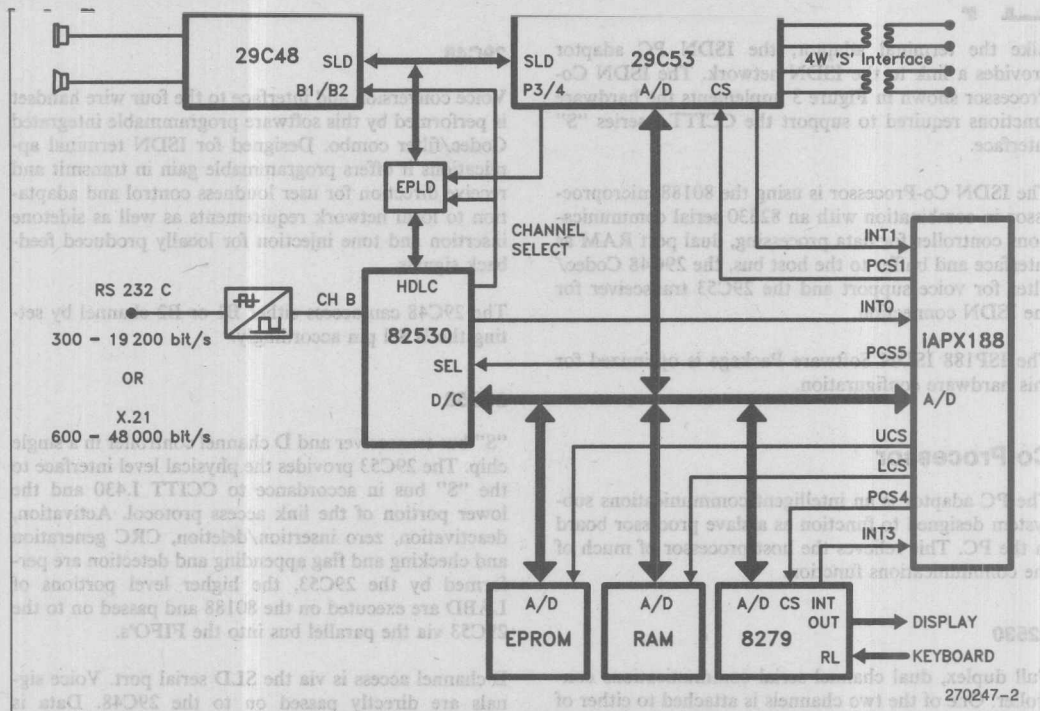 29C48
SLD
B1/B2
SLD
29C53
P3/4
A/D
CS
4W 'S' Interface
EPLD
CHANNEL
SELECT
RS 232 C
300 – 19 200 bit/s
OR
X.21
600 – 48 000 bit/s
CH B
HDLC
82530
SEL
D/C
INT1
PCS1
INT0
iAPX188
PCS5
A/D
UCS
LCS
PCS4
INT3
A/D
EPROM
A/D
RAM
A/D CS INT
OUT
8279
RL
DISPLAY
KEYBOARD
270247–2
like the terminal, the ISDN PC adaptor
provides a link to the ISDN network. The ISDN Co-
Processor shown in Figure 3 implements the hardware
functions required to support the CCITT series “S”
interface.
The ISDN Co-Processor is using the 80188 microproc-
essor in combination with an 82530 serial communica-
tions controller for data processing, dual port RAM
interface and to the host bus, the 29C48 Codec/
filter for voice support and the 29C53 transceiver for
the ISDN
The ISP188 Software Package is optimized for
this hardware configuration.
Co-Processor
The PC adaptor is an intelligent communications sub-
system designed to function as a slave processor board
in the PC. This relieves the host processor of much of
the communications function
82530
Full duplex, dual channel serial communications con-
troller. One of the two channels is attached to either of
29C48
Voice conversion and interface to the four wire handset
is performed by this software programmable integrated
Codec/filter combo. Designed for ISDN terminal ap-
plications it offers programmable gain in transmit and
receive direction for user loudness control and adapta-
tion to network requirements as well as sidetone
insertion and tone injection for locally produced feed-
back signals
The 29C48 can access B1 or B2 channel by set-
ting the pin according
“S” transceiver and D channel controller in a single
chip. The 29C53 provides the physical level interface to
the “S” bus in accordance to CCITT I.430 and the
lower portion of the link access protocol. Activation,
deactivation, zero insertion/deletion, CRC generation
and checking and flag appending and detection are per-
formed by the 29C53, the higher level portions of
LAPD are executed on the 80188 and passed on to the
29C53 via the parallel bus into the FIFO's.
B channel access is via the SLD serial port. Voice sig-
nals are directly passed on to the 29C48. Data is